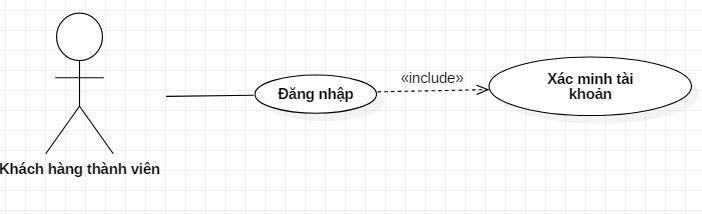 «include»
Đăng nhập
Xác minh tài
khoản
Khách hàng thành viên